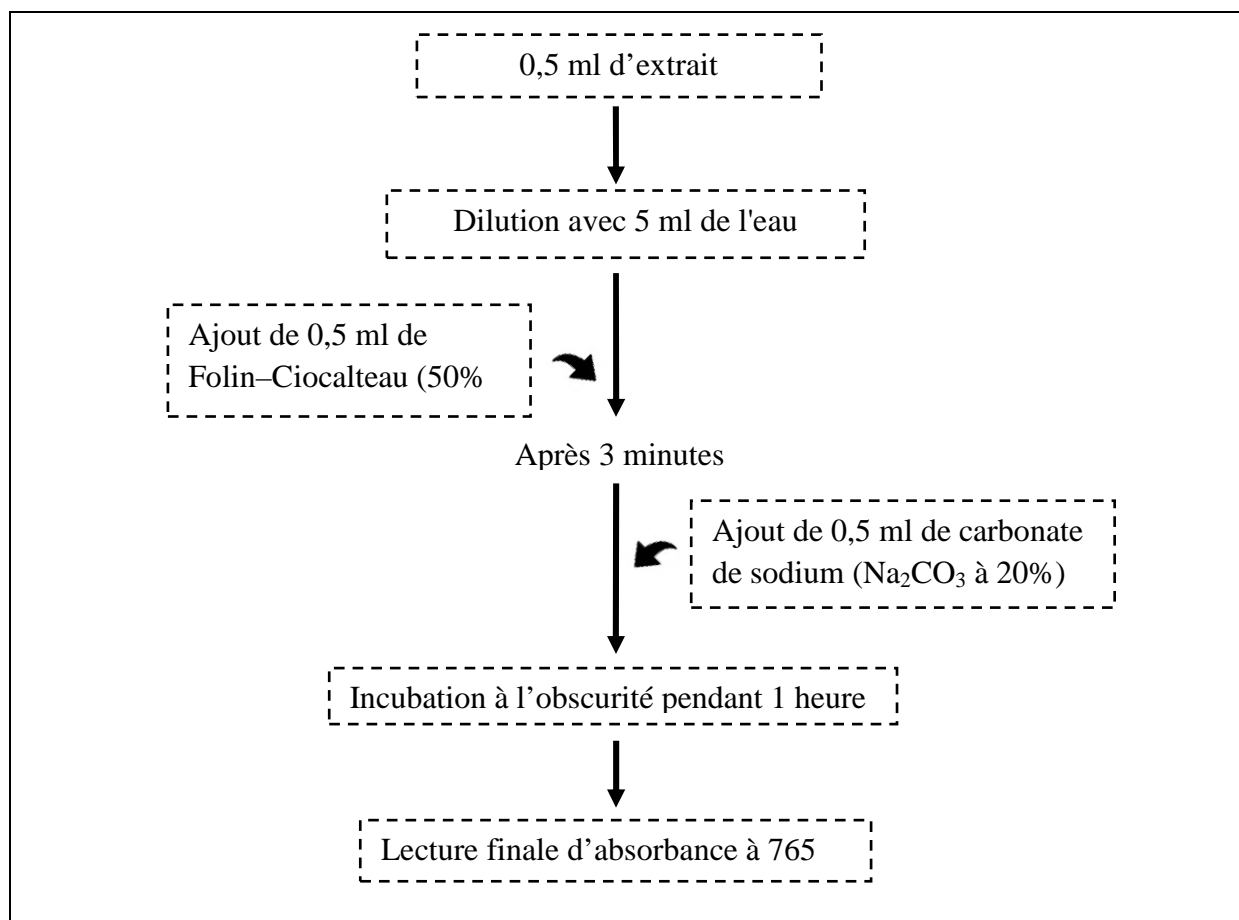 0,5 ml d’extrait
Dilution avec 5 ml de l'eau
Ajout de 0,5 ml de
Folin–Ciocalteau (50%
Après 3 minutes
Ajout de 0,5 ml de carbonate
de sodium (Na₂CO₃ à 20%)
Incubation à l’obscurité pendant 1 heure
Lecture finale d’absorbance à 765